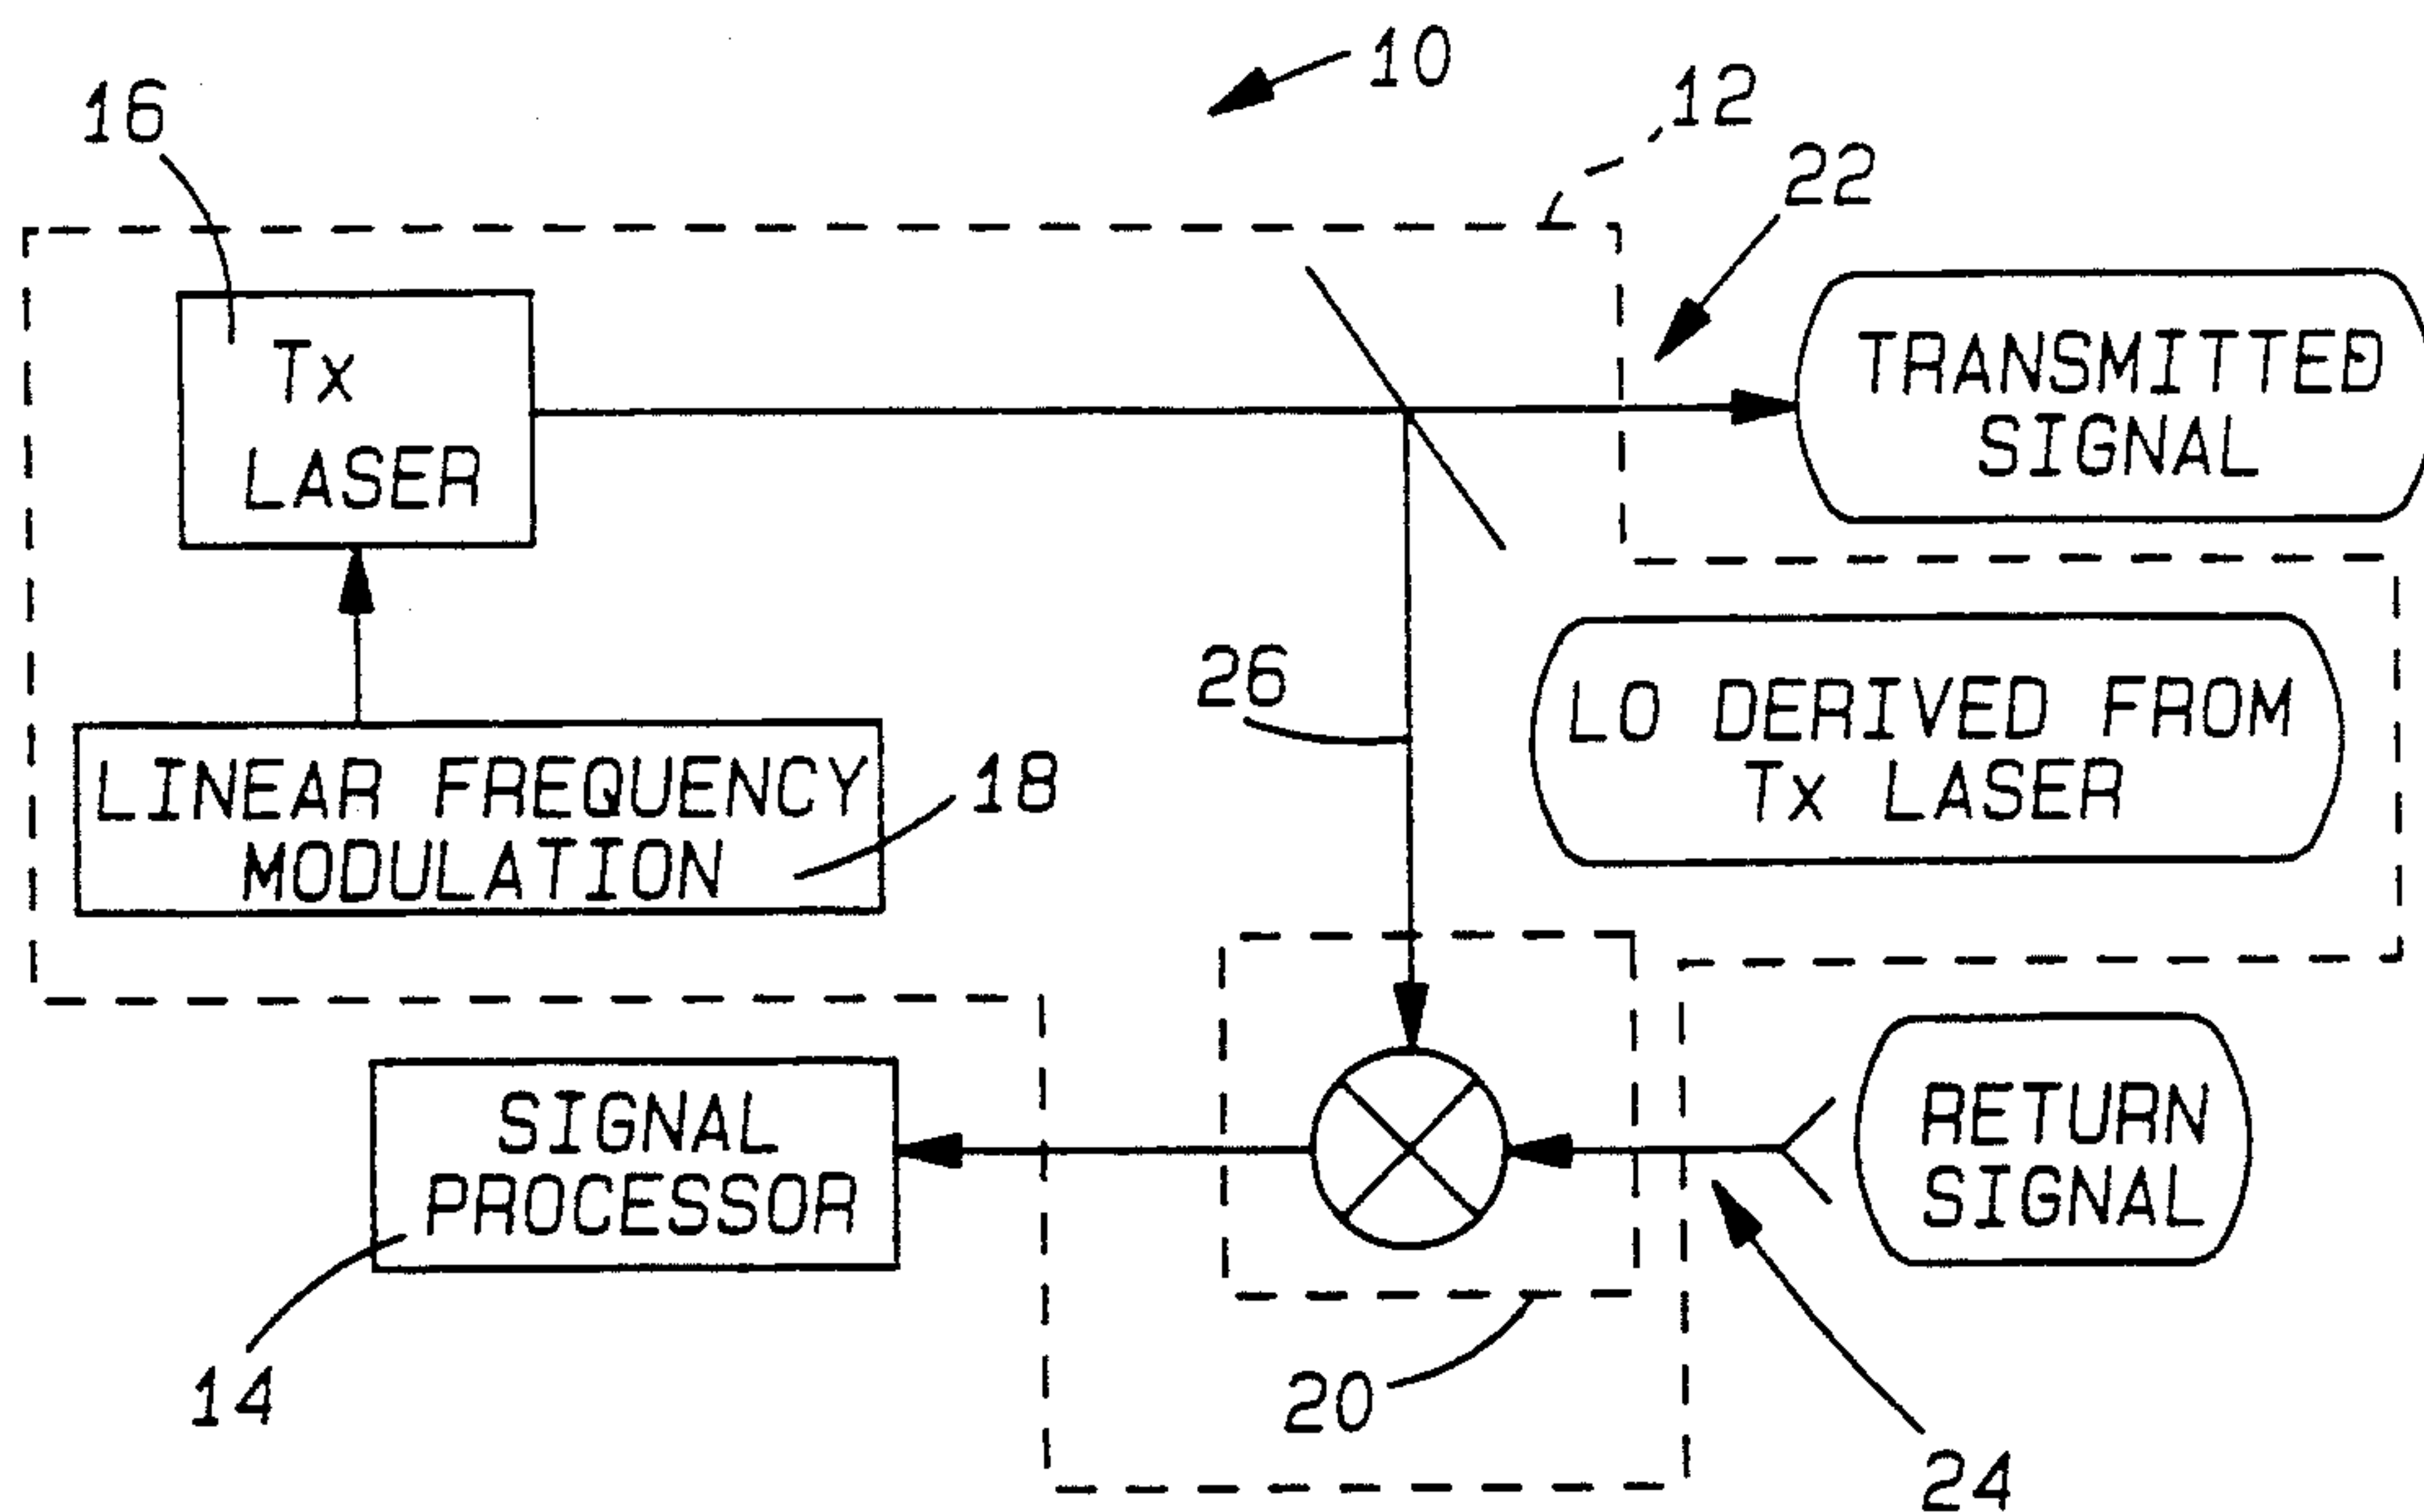 10
12
16
22
Tx
LASER
TRANSMITTED
SIGNAL
26
LO DERIVED FROM
Tx LASER
LINEAR FREQUENCY
MODULATION
18
SIGNAL
PROCESSOR
RETURN
SIGNAL
14
20
24